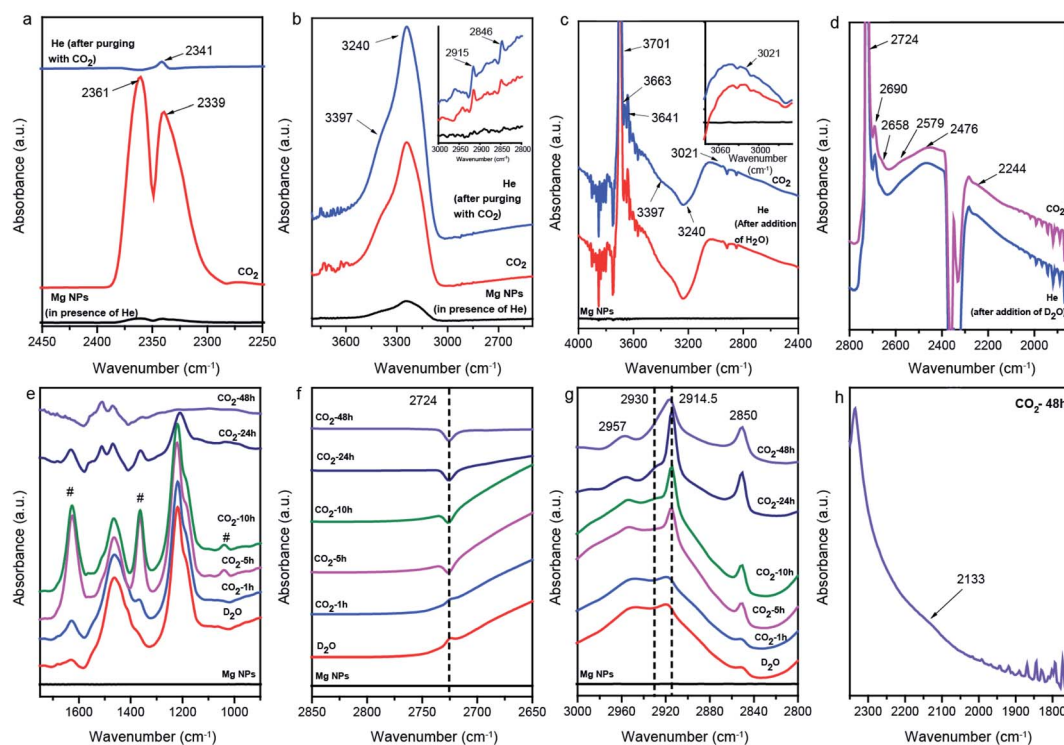 a
He (after purging
with CO₂)
2341
2361
2339
CO₂
Mg NPs
(in presence of He)
2450 2400 2350 2300 2250
Wavenumber (cm⁻¹)
Absorbance (a.u.)
b
3240
3397
2915
2846
3000 2950 2900 2850 2800
Wavenumber (cm⁻¹)
He
(after purging
with CO₂)
CO₂
Mg NPs
(in presence of He)
3600 3300 3000 2700
Wavenumber (cm⁻¹)
Absorbance (a.u.)
c
3701
3663
3641
3021
3060 3000
Wavenumber
(cm⁻¹)
3021
CO₂
3397
3240
He
(After addition
of H₂O)
Mg NPs
4000 3600 3200 2800 2400
Wavenumber (cm⁻¹)
Absorbance (a.u.)
d
2724
2690
2658
2579
2476
2244
CO₂
He
(after addition of D₂O)
2800 2600 2400 2200 2000
Wavenumber (cm⁻¹)
Absorbance (a.u.)
e
CO₂-48h
CO₂-24h
#
#
#
CO₂-10h
CO₂-5h
CO₂-1h
D₂O
Mg NPs
1600 1400 1200 1000
Wavenumber (cm⁻¹)
Absorbance (a.u.)
f
2724
CO₂-48h
CO₂-24h
CO₂-10h
CO₂-5h
CO₂-1h
D₂O
Mg NPs
2850 2800 2750 2700 2650
Wavenumber (cm⁻¹)
Absorbance (a.u.)
g
2930
2914.5
2957
2850
CO₂-48h
CO₂-24h
CO₂-10h
CO₂-5h
CO₂-1h
D₂O
Mg NPs
3000 2960 2920 2880 2840 2800
Wavenumber (cm⁻¹)
Absorbance (a.u.)
h
CO₂- 48h
2133
2300 2200 2100 2000 1900 1800
Wavenumber (cm⁻¹)
Absorbance (a.u.)